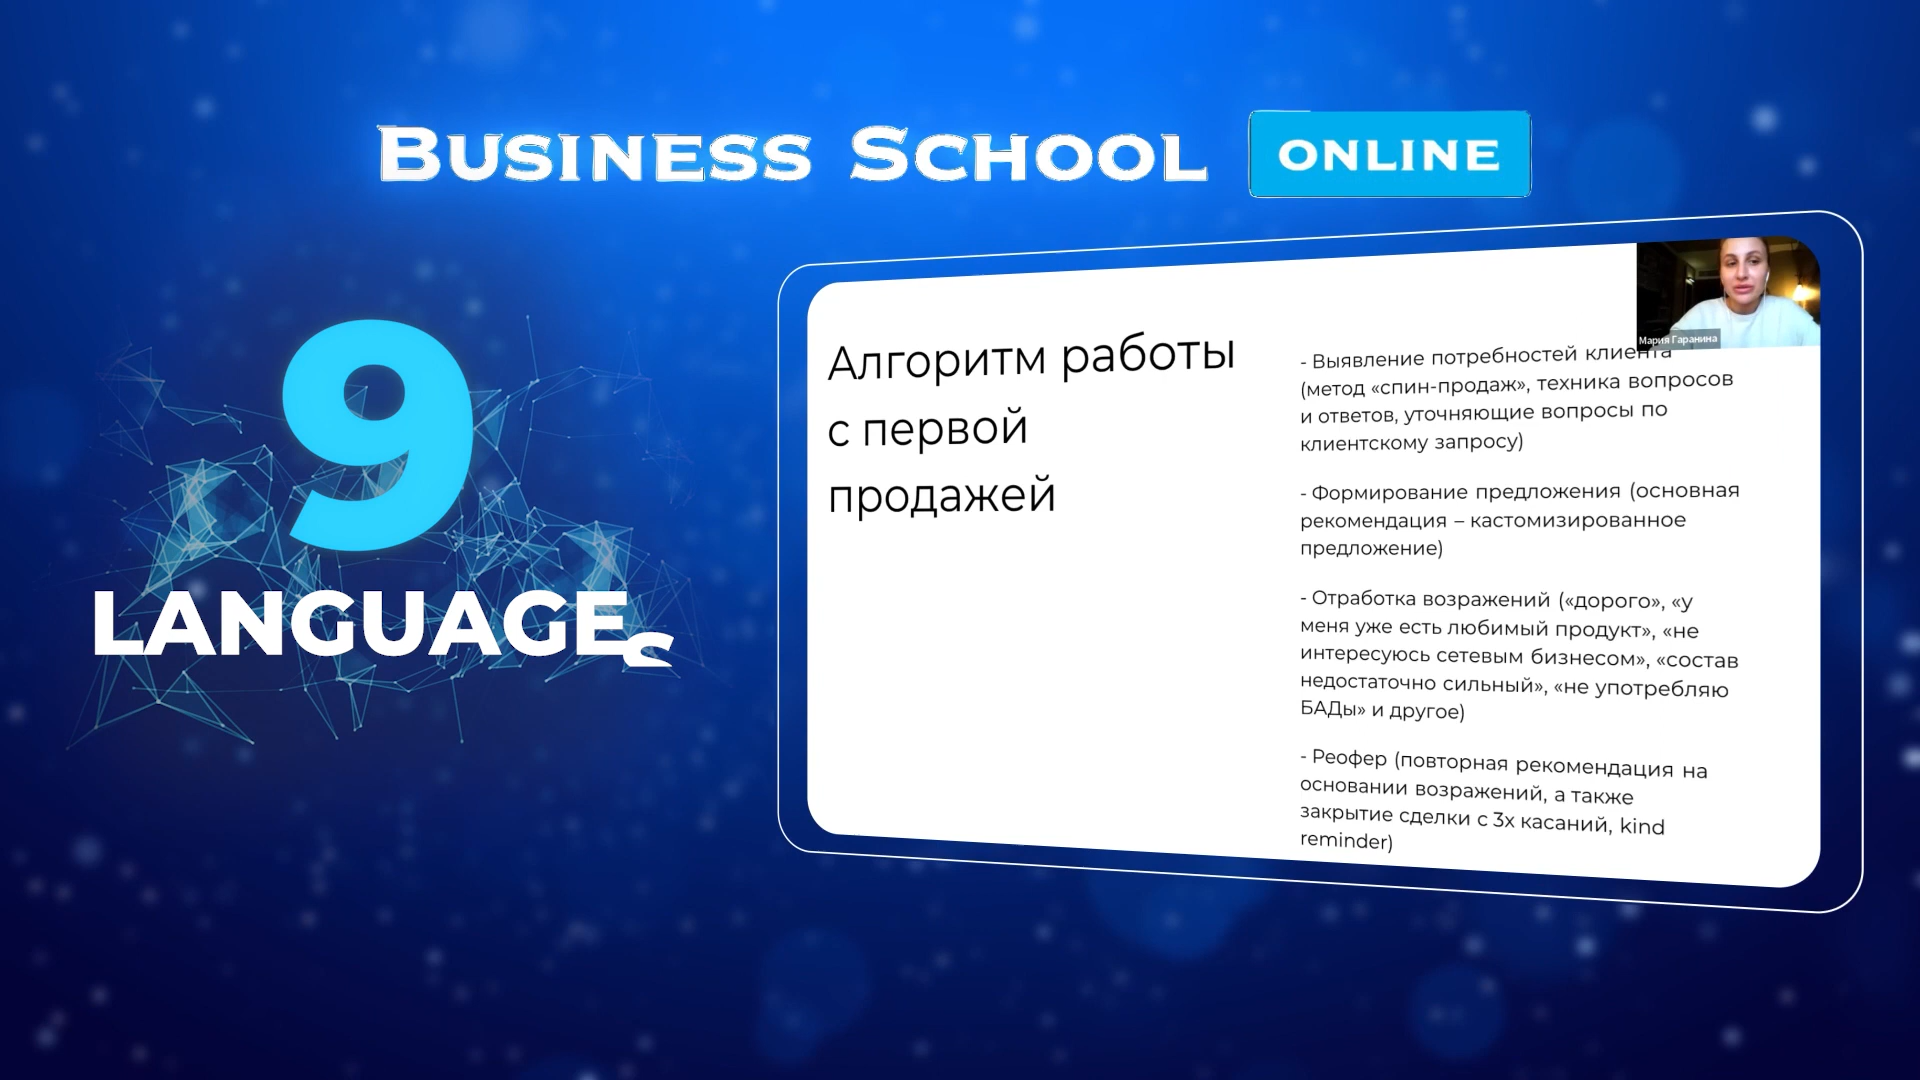 BUSINESS SCHOOL ONLINE
9
LANGUAGES
Алгоритм работы
с первой
продажей
Мария Гаранина
- Выявление потребностей клиента
(метод «спин-продаж», техника вопросов
и ответов, уточняющие вопросы по
клиентскому запросу)
- Формирование предложения (основная
рекомендация – кастомизированное
предложение)
- Отработка возражений («дорого», «у
меня уже есть любимый продукт», «не
интересуюсь сетевым бизнесом», «состав
недостаточно сильный», «не употребляю
БАДы» и другое)
- Реофер (повторная рекомендация на
основании возражений, а также
закрытие сделки с 3х касаний, kind
reminder)